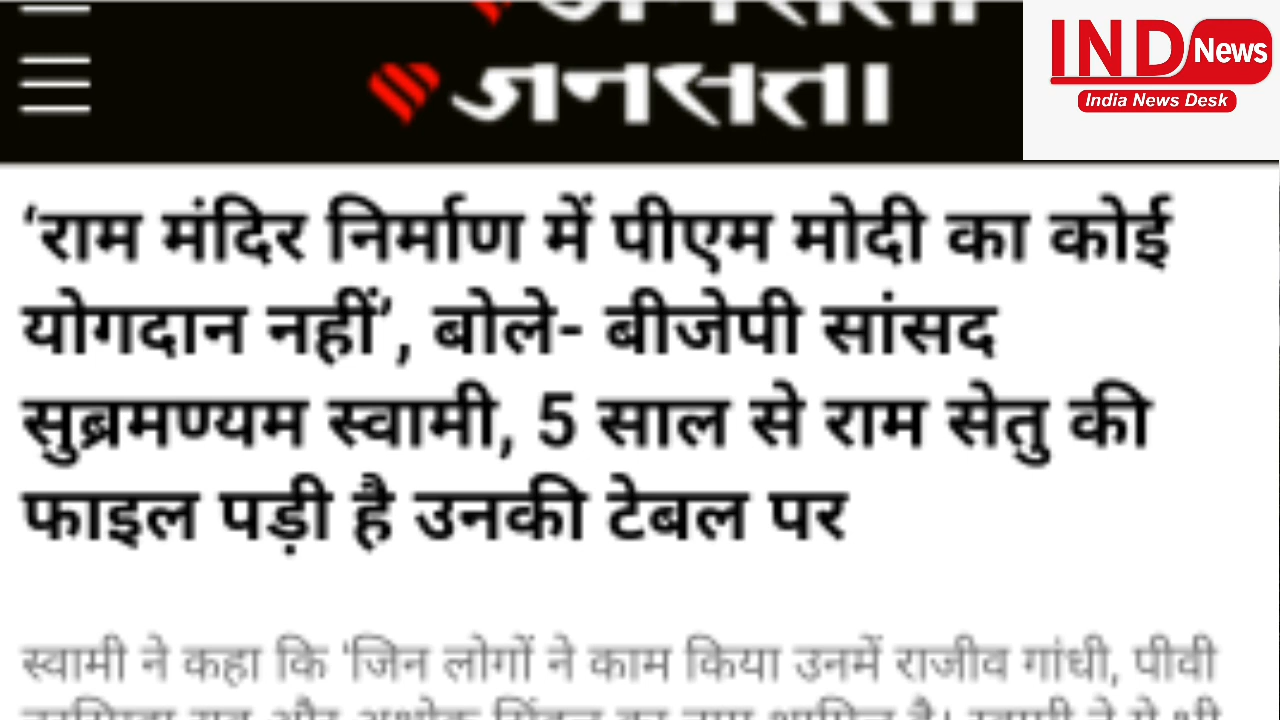 जनसत्ता
IND News
India News Desk
‘राम मंदिर निर्माण में पीएम मोदी का कोई
योगदान नहीं’, बोले- बीजेपी सांसद
सुब्रमण्यम स्वामी, 5 साल से राम सेतु की
फाइल पड़ी है उनकी टेबल पर
स्वामी ने कहा कि 'जिन लोगों ने काम किया उनमें राजीव गांधी, पीवी